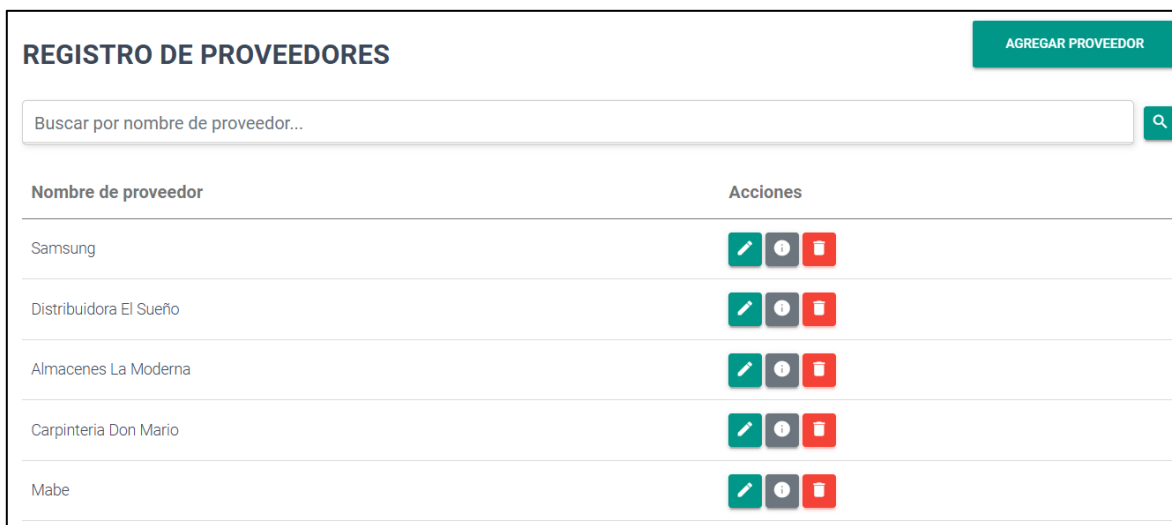 REGISTRO DE PROVEEDORES
AGREGAR PROVEEDOR
Buscar por nombre de proveedor...
Nombre de proveedor Acciones
Samsung
Distribuidora El Sueño
Almacenes La Moderna
Carpinteria Don Mario
Mabe